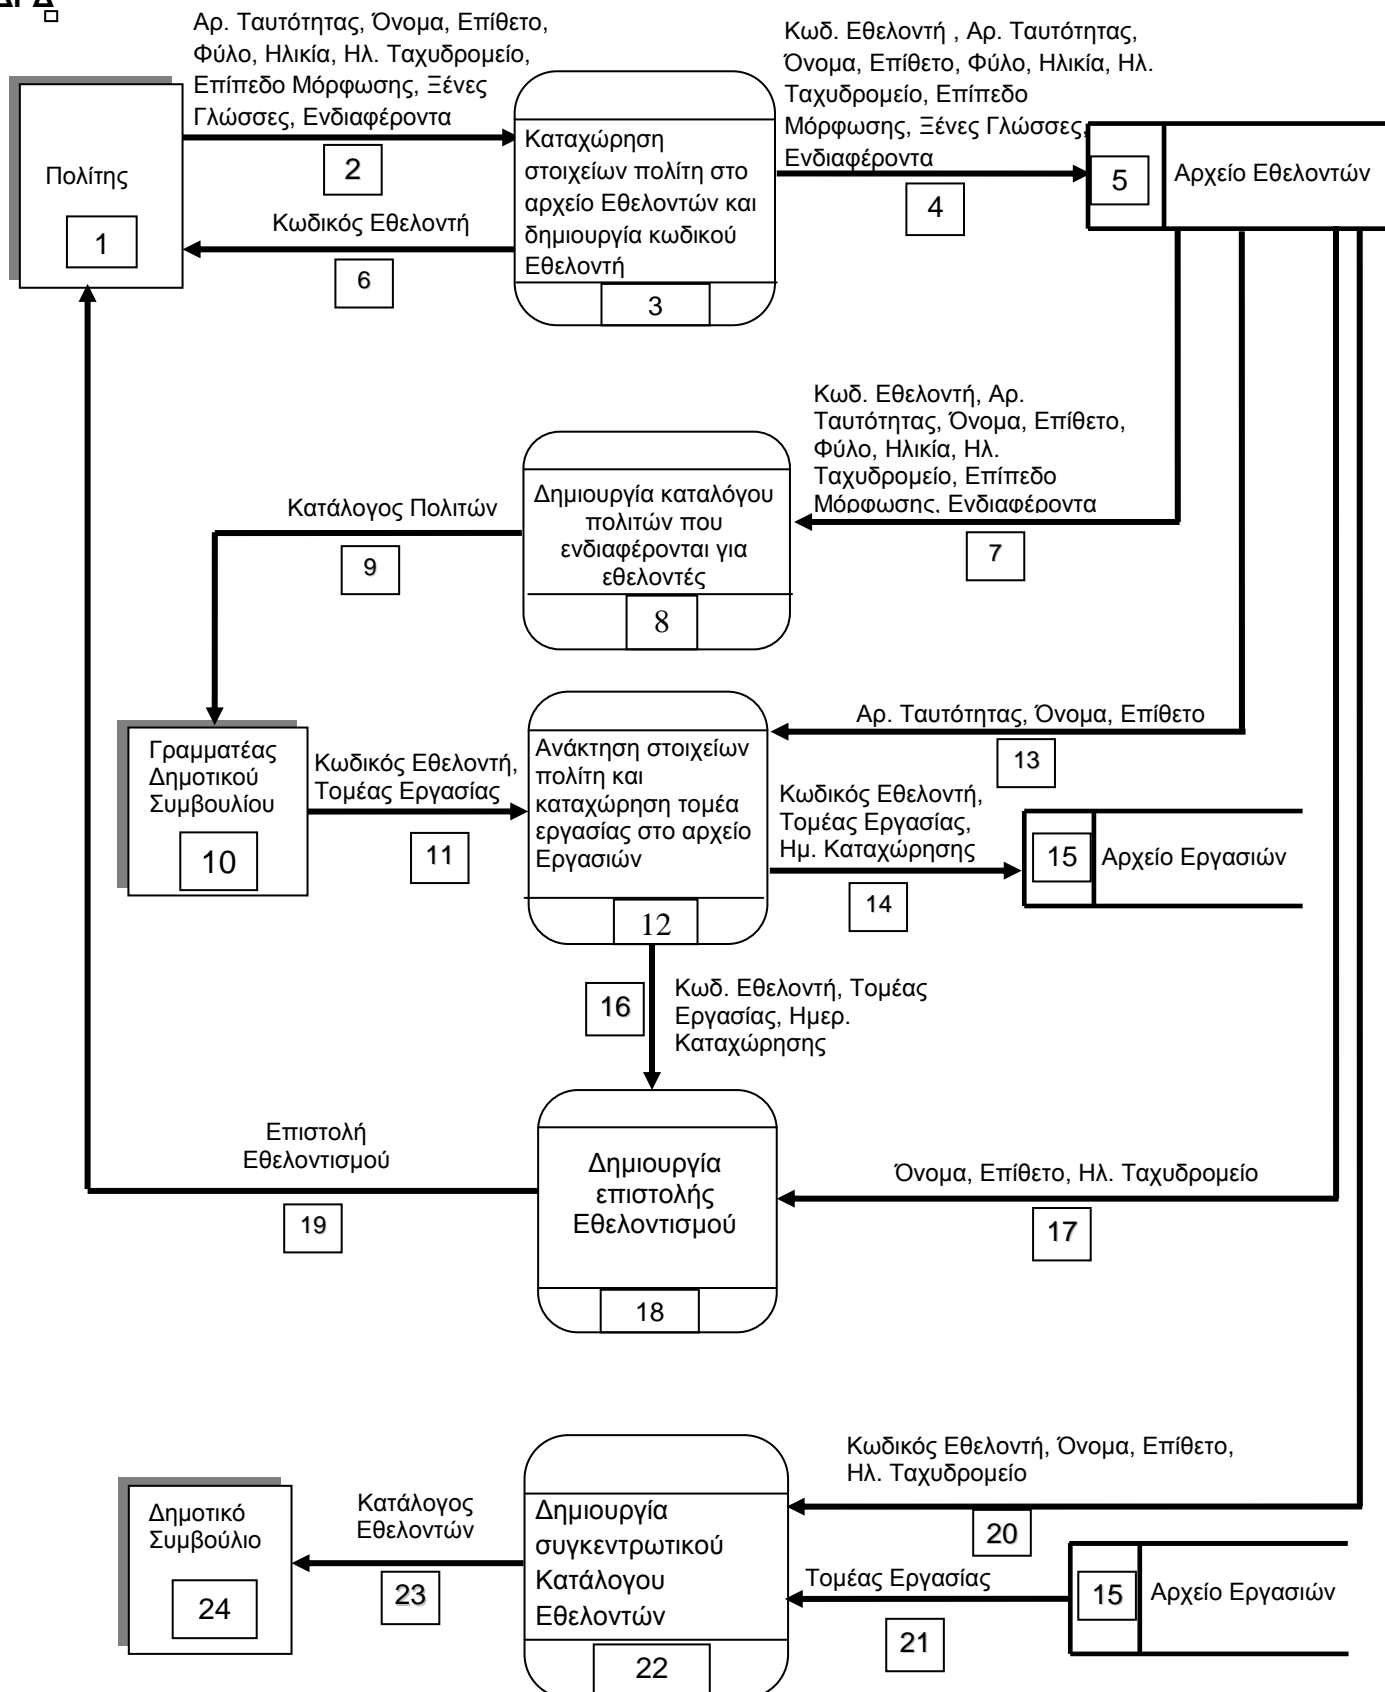 Αρ. Ταυτότητας, Όνομα, Επίθετο,
Φύλο, Ηλικία, Ηλ. Ταχυδρομείο,
Επίπεδο Μόρφωσης, Ξένες
Γλώσσες, Ενδιαφέροντα
2
Κωδ. Εθελοντή , Αρ. Ταυτότητας,
Όνομα, Επίθετο, Φύλο, Ηλικία, Ηλ.
Ταχυδρομείο, Επίπεδο
Μόρφωσης, Ξένες Γλώσσες,
Ενδιαφέροντα
4
Πολίτης
1
Καταχώρηση
στοιχείων πολίτη στο
αρχείο Εθελοντών και
δημιουργία κωδικού
Εθελοντή
3
5
Αρχείο Εθελοντών
Κωδικός Εθελοντή
6
Κωδ. Εθελοντή, Αρ.
Ταυτότητας, Όνομα, Επίθετο,
Φύλο, Ηλικία, Ηλ.
Ταχυδρομείο, Επίπεδο
Μόρφωσης, Ενδιαφέροντα
7
Δημιουργία καταλόγου
πολιτών που
ενδιαφέρονται για
εθελοντές
8
Κατάλογος Πολιτών
9
Γραμματέας
Δημοτικού
Συμβουλίου
10
Κωδικός Εθελοντή,
Τομέας Εργασίας
11
Ανάκτηση στοιχείων
πολίτη και
καταχώρηση τομέα
εργασίας στο αρχείο
Εργασιών
12
Αρ. Ταυτότητας, Όνομα, Επίθετο
13
Κωδικός Εθελοντή,
Τομέας Εργασίας,
Ημ. Καταχώρησης
14
15
Αρχείο Εργασιών
16
Κωδ. Εθελοντή, Τομέας
Εργασίας, Ημερ.
Καταχώρησης
Επιστολή
Εθελοντισμού
19
Δημιουργία
επιστολής
Εθελοντισμού
18
Όνομα, Επίθετο, Ηλ. Ταχυδρομείο
17
Κωδικός Εθελοντή, Όνομα, Επίθετο,
Ηλ. Ταχυδρομείο
20
Δημοτικό
Συμβούλιο
24
Κατάλογος
Εθελοντών
23
Δημιουργία
συγκεντρωτικού
Κατάλογου
Εθελοντών
22
Τομέας Εργασίας
21
15
Αρχείο Εργασιών